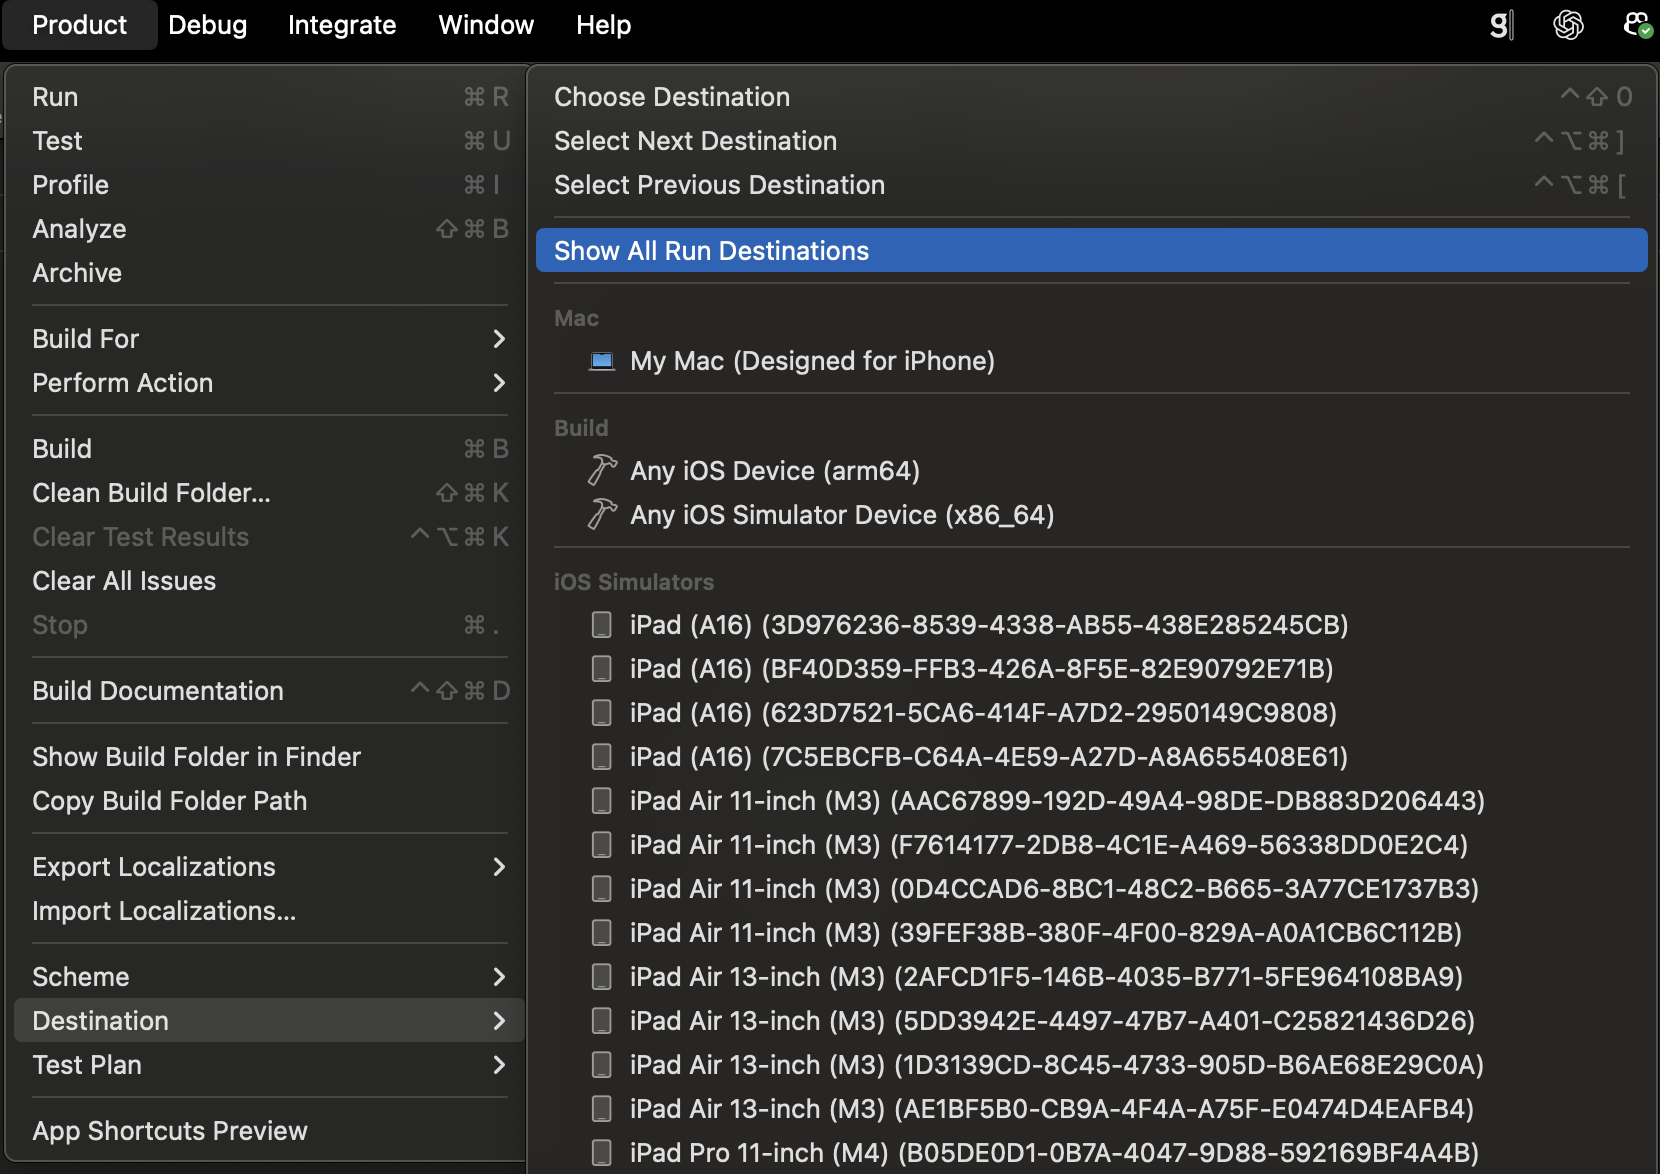 Product Debug Integrate Window Help
Run ⌘ R
Test ⌘ U
Profile ⌘ I
Analyze ⇧ ⌘ B
Archive
Build For
Perform Action
Build ⌘ B
Clean Build Folder... ⇧ ⌘ K
Clear Test Results ^ ⌥ ⌘ K
Clear All Issues
Stop ⌘ .
Build Documentation ^ ⇧ ⌘ D
Show Build Folder in Finder
Copy Build Folder Path
Export Localizations
Import Localizations...
Scheme
Destination
Test Plan
App Shortcuts Preview
Choose Destination ^ ⇧ 0
Select Next Destination ^ ⌥ ⌘ ]
Select Previous Destination ^ ⌥ ⌘ [
Show All Run Destinations
Mac
My Mac (Designed for iPhone)
Build
Any iOS Device (arm64)
Any iOS Simulator Device (x86_64)
iOS Simulators
iPad (A16) (3D976236-8539-4338-AB55-438E285245CB)
iPad (A16) (BF40D359-FFB3-426A-8F5E-82E90792E71B)
iPad (A16) (623D7521-5CA6-414F-A7D2-2950149C9808)
iPad (A16) (7C5EBCFB-C64A-4E59-A27D-A8A655408E61)
iPad Air 11-inch (M3) (AAC67899-192D-49A4-98DE-DB883D206443)
iPad Air 11-inch (M3) (F7614177-2DB8-4C1E-A469-56338DD0E2C4)
iPad Air 11-inch (M3) (0D4CCAD6-8BC1-48C2-B665-3A77CE1737B3)
iPad Air 11-inch (M3) (39FEF38B-380F-4F00-829A-A0A1CB6C112B)
iPad Air 13-inch (M3) (2AFCD1F5-146B-4035-B771-5FE964108BA9)
iPad Air 13-inch (M3) (5DD3942E-4497-47B7-A401-C25821436D26)
iPad Air 13-inch (M3) (1D3139CD-8C45-4733-905D-B6AE68E29C0A)
iPad Air 13-inch (M3) (AE1BF5B0-CB9A-4F4A-A75F-E0474D4EAFB4)
iPad Pro 11-inch (M4) (B05DE0D1-0B7A-4047-9D88-592169BF4A4B)